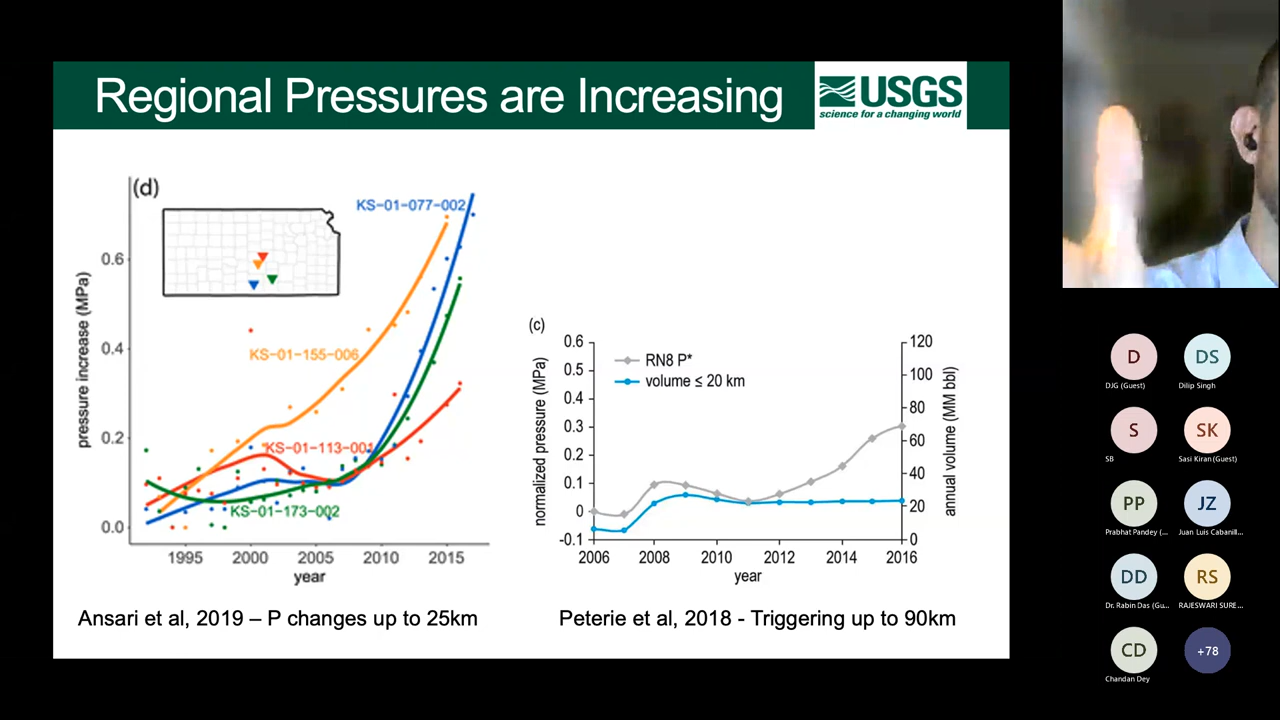 Regional Pressures are Increasing
USGS
science for a changing world
(d)
KS-01-077-002
KS-01-155-006
KS-01-113-001
KS-01-173-002
pressure increase (MPa)
0.6
0.4
0.2
0.0
1995 2000 2005 2010 2015
year
Ansari et al, 2019 – P changes up to 25km
(c)
RN8 P*
volume ≤ 20 km
normalized pressure (MPa)
0.6
0.5
0.4
0.3
0.2
0.1
0
-0.1
120
100
80
60
40
20
0
annual volume (MM bbl)
2006 2008 2010 2012 2014 2016
year
Peterie et al, 2018 - Triggering up to 90km
D DS
DJG (Guest) Dilip Singh
S SK
SB Sasi Kiran (Guest)
PP JZ
Prabhat Pandey (... Juan Luis Cabanill...
DD RS
Dr. Rabin Das (Gu... RAJESWARI SURE...
CD +78
Chandan Dey